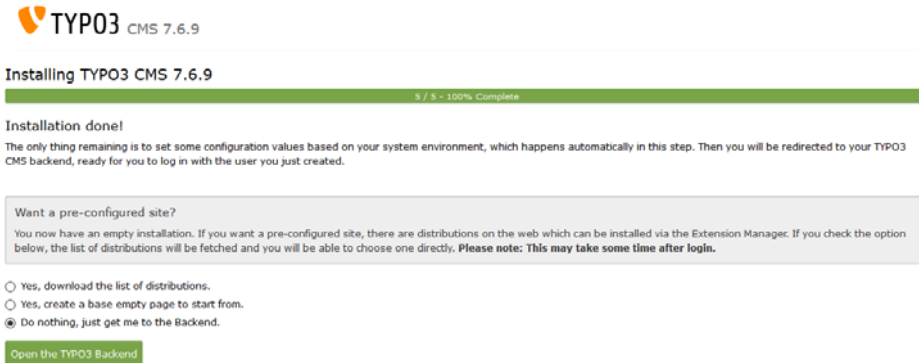 TYPO3 CMS 7.6.9
Installing TYPO3 CMS 7.6.9
5 / 5 - 100% Complete
Installation done!
The only thing remaining is to set some configuration values based on your system environment, which happens automatically in this step. Then you will be redirected to your TYPO3
CMS backend, ready for you to log in with the user you just created.
Want a pre-configured site?
You now have an empty installation. If you want a pre-configured site, there are distributions on the web which can be installed via the Extension Manager. If you check the option
below, the list of distributions will be fetched and you will be able to choose one directly. Please note: This may take some time after login.
Yes, download the list of distributions.
Yes, create a base empty page to start from.
Do nothing, just get me to the Backend.
Open the TYPO3 Backend